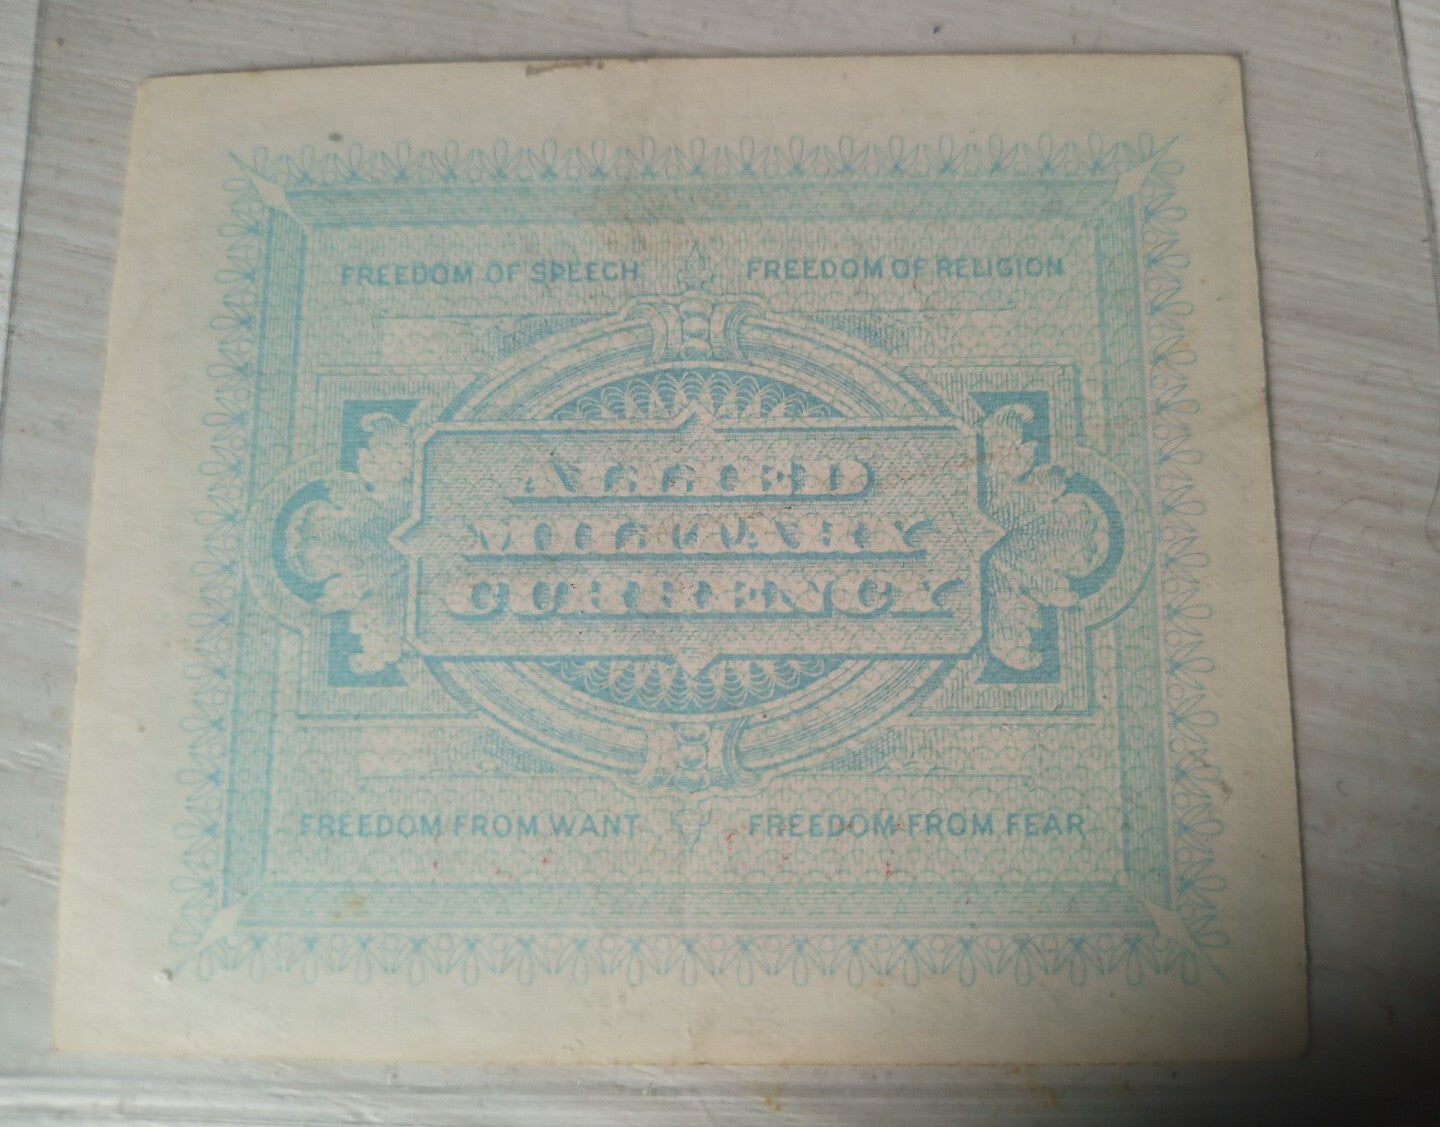 FREEDOM OF SPEECH FREEDOM OF RELIGION
ALLIED
MILITARY
CURRENCY
FREEDOM FROM WANT FREEDOM FROM FEAR